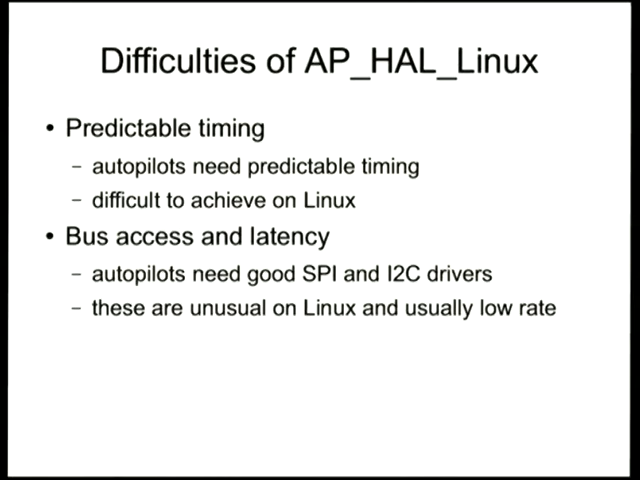 Difficulties of AP_HAL_Linux
• Predictable timing
– autopilots need predictable timing
– difficult to achieve on Linux
• Bus access and latency
– autopilots need good SPI and I2C drivers
– these are unusual on Linux and usually low rate